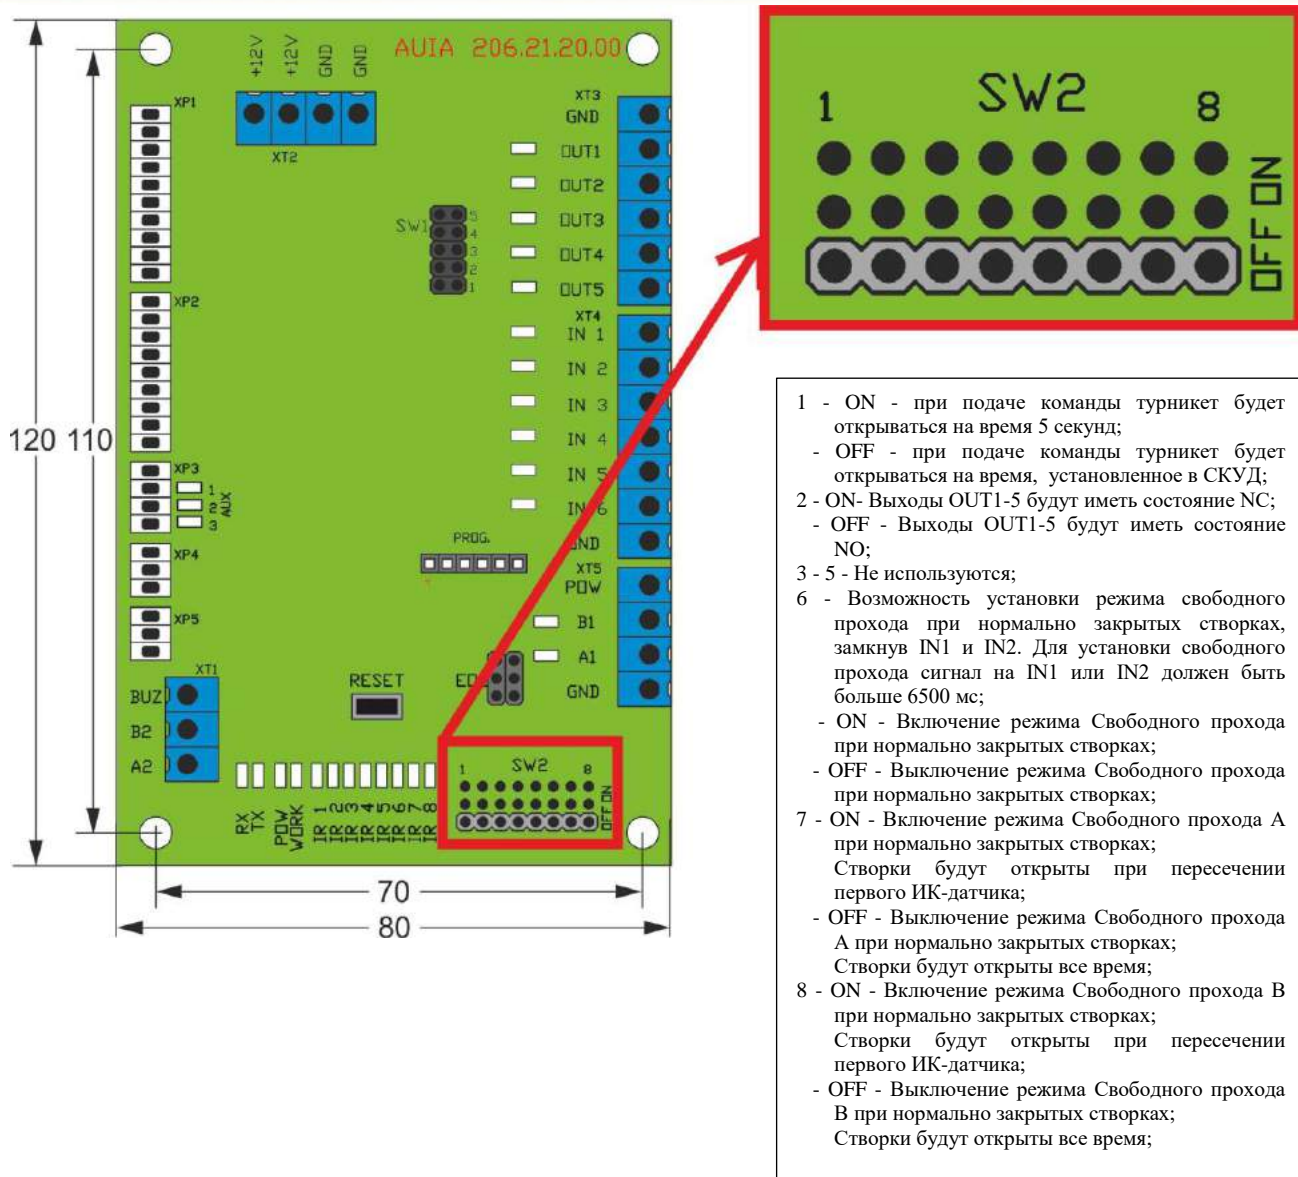 AUIA 206.21.20.00
+12V
+12V
GND
GND
XT2
XP1
XP2
XP3
1
2
3
AUX
XP4
XP5
XT1
BUZ
B2
A2
SW1
5
4
3
2
1
XT3
GND
OUT1
OUT2
OUT3
OUT4
OUT5
XT4
IN 1
IN 2
IN 3
IN 4
IN 5
IN 6
GND
XT5
POW
B1
A1
GND
PROG.
RESET
RX
TX
POW
WORK
IR 1
IR 2
IR 3
IR 4
IR 5
IR 6
IR 7
IR 8
1 SW2 8
OFF ON
120
110
70
80
SW2
1 8
OFF ON
1 - ON - при подаче команды турникет будет
открываться на время 5 секунд;
- OFF - при подаче команды турникет будет
открываться на время, установленное в СКУД;
2 - ON- Выходы OUT1-5 будут иметь состояние NC;
- OFF - Выходы OUT1-5 будут иметь состояние
NO;
3 - 5 - Не используются;
6 - Возможность установки режима свободного
прохода при нормально закрытых створках,
замкнув IN1 и IN2. Для установки свободного
прохода сигнал на IN1 или IN2 должен быть
больше 6500 мс;
- ON - Включение режима Свободного прохода
при нормально закрытых створках;
- OFF - Выключение режима Свободного прохода
при нормально закрытых створках;
7 - ON - Включение режима Свободного прохода А
при нормально закрытых створках;
Створки будут открыты при пересечении
первого ИК-датчика;
- OFF - Выключение режима Свободного прохода
А при нормально закрытых створках;
Створки будут открыты все время;
8 - ON - Включение режима Свободного прохода В
при нормально закрытых створках;
Створки будут открыты при пересечении
первого ИК-датчика;
- OFF - Выключение режима Свободного прохода
В при нормально закрытых створках;
Створки будут открыты все время;